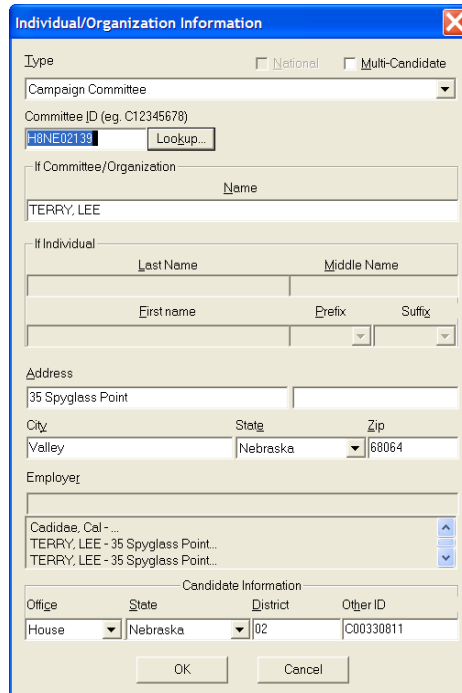 Individual/Organization Information
Type
National
Multi-Candidate
Campaign Committee
Committee ID (eg. C12345678)
H8NE02139
Lookup...
If Committee/Organization
Name
TERRY, LEE
If Individual
Last Name Middle Name
First name Prefix Suffix
Address
35 Spyglass Point
City State Zip
Valley Nebraska 68064
Employer
Cadidae, Cal - ...
TERRY, LEE - 35 Spyglass Point...
TERRY, LEE - 35 Spyglass Point...
Candidate Information
Office State District Other ID
House Nebraska 02 C00330811
OK Cancel